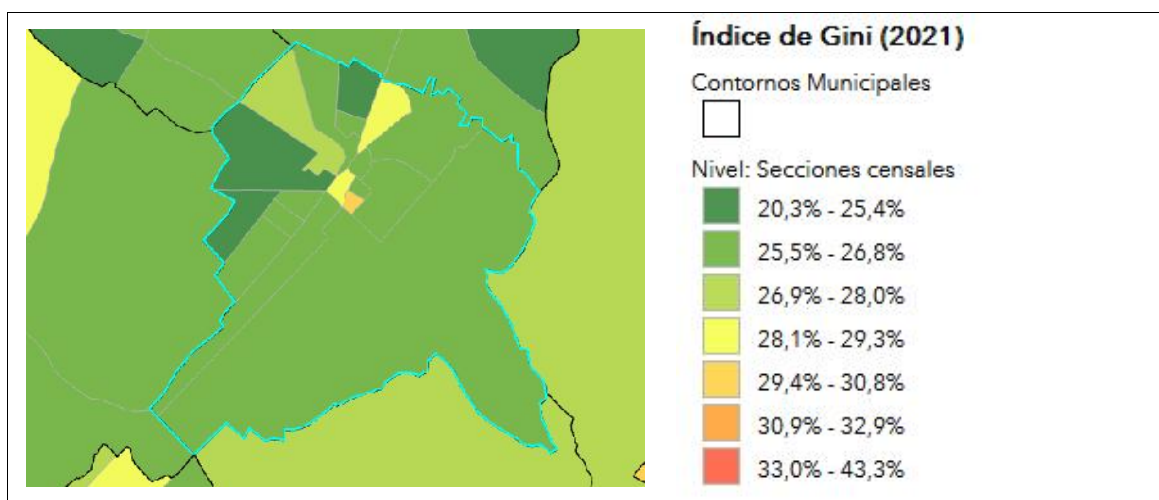 Índice de Gini (2021)
Contornos Municipales
Nivel: Secciones censales
20,3% - 25,4%
25,5% - 26,8%
26,9% - 28,0%
28,1% - 29,3%
29,4% - 30,8%
30,9% - 32,9%
33,0% - 43,3%